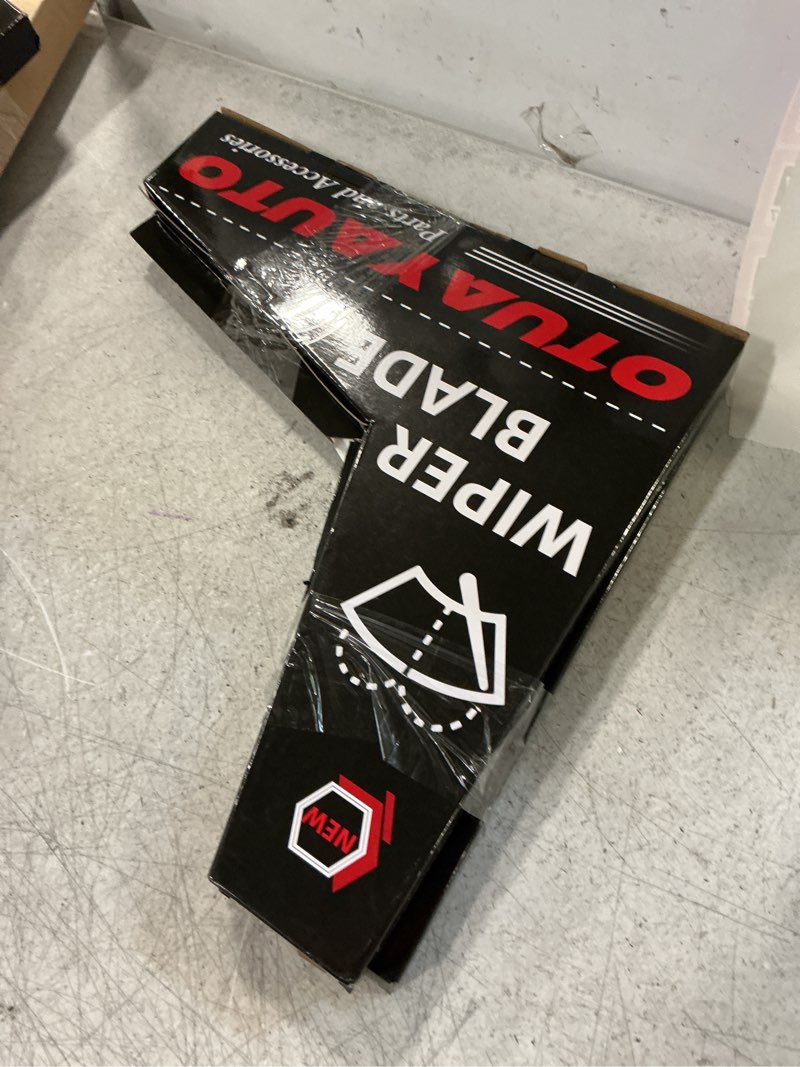 OTUAYAUTO
Parts and Accessories
WIPER
BLADE
NEW